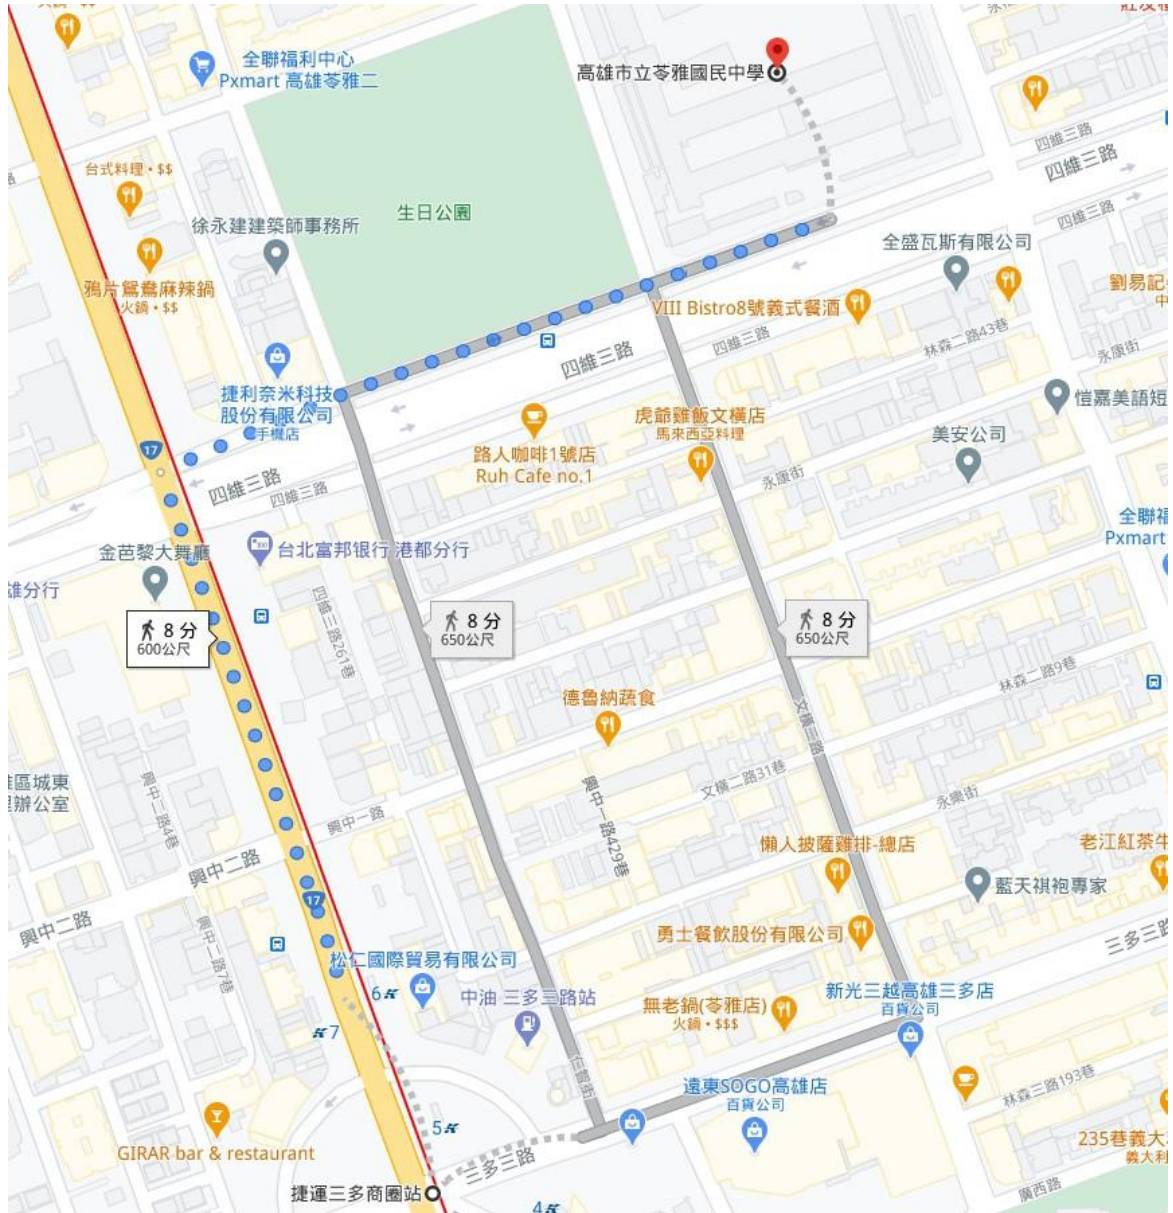 全聯福利中心
Pxmart 高雄苓雅二
高雄市立苓雅國民中學
四維三路
四維三路
台式料理・$$
生日公園
徐永建建築師事務所
四維三路
全盛瓦斯有限公司
鴉片鴛鴦麻辣鍋
火鍋・$$
劉易記
VIII Bistro8號義式餐酒
林森二路43巷
四維三路
四維三路
永康街
捷利奈米科技
股份有限公司
手機店
愷嘉美語短
虎爺雞飯文橫店
馬來西亞料理
17
路人咖啡1號店
Ruh Cafe no.1
美安公司
永康街
四維三路
四維三路
全聯福
Pxmart
台北富邦银行 港都分行
金芭黎大舞廳
雄分行
四維三路261巷
8 分
600公尺
8 分
650公尺
8 分
650公尺
林森二路9巷
德魯納蔬食
文橫三路
區城東
辦公室
興中二路4巷
興中一路
興中一路429巷
文橫二路31巷
永樂街
懶人披薩雞排-總店
老江紅茶牛
興中二路
藍天祺袍專家
17
興中二路
興中二路7巷
勇士餐飲股份有限公司
三多三路
松仁國際貿易有限公司
6
中油 三多三路站
新光三越高雄三多店
百貨公司
無老鍋(苓雅店)
火鍋・$$$
7
仁義街
遠東SOGO高雄店
百貨公司
林森三路193巷
5
GIRAR bar & restaurant
三多三路
235巷義大
義大利
捷運三多商圈站
4
廣西路